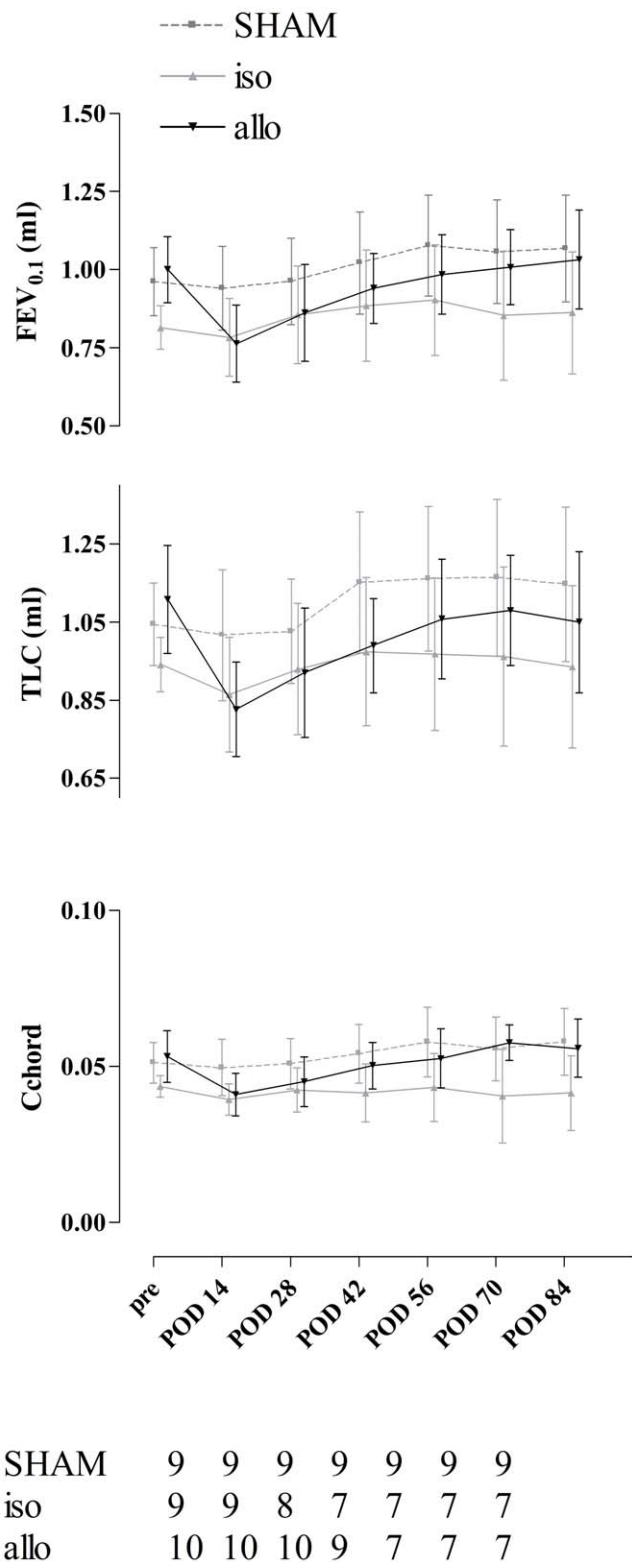 SHAM
iso
allo
1.50
1.25
1.00
0.75
0.50
FEV0.1 (ml)
1.25
1.05
0.85
0.65
TLC (ml)
0.10
0.05
0.00
Cchord
pre POD 14 POD 28 POD 42 POD 56 POD 70 POD 84
SHAM 9 9 9 9 9 9 9
iso 9 9 8 7 7 7 7
allo 10 10 10 9 7 7 7